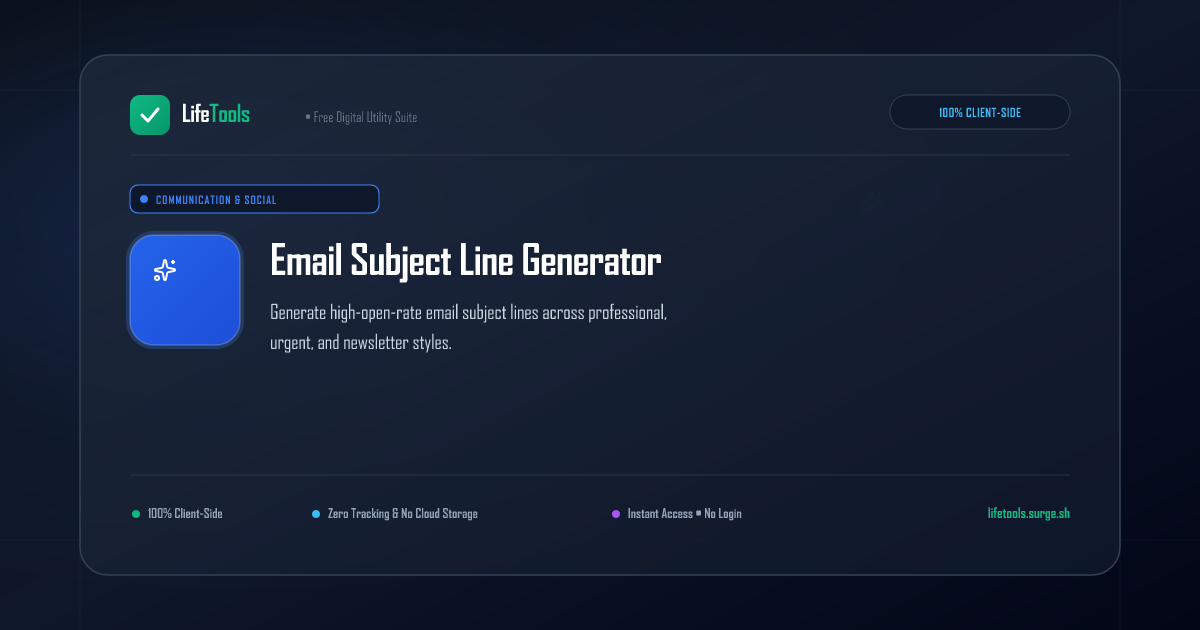 LifeTools
▪ Free Digital Utility Suite
100% CLIENT-SIDE
COMMUNICATION & SOCIAL
Email Subject Line Generator
Generate high-open-rate email subject lines across professional,
urgent, and newsletter styles.
100% Client-Side
Zero Tracking & No Cloud Storage
Instant Access ▪ No Login
lifetools.surge.sh